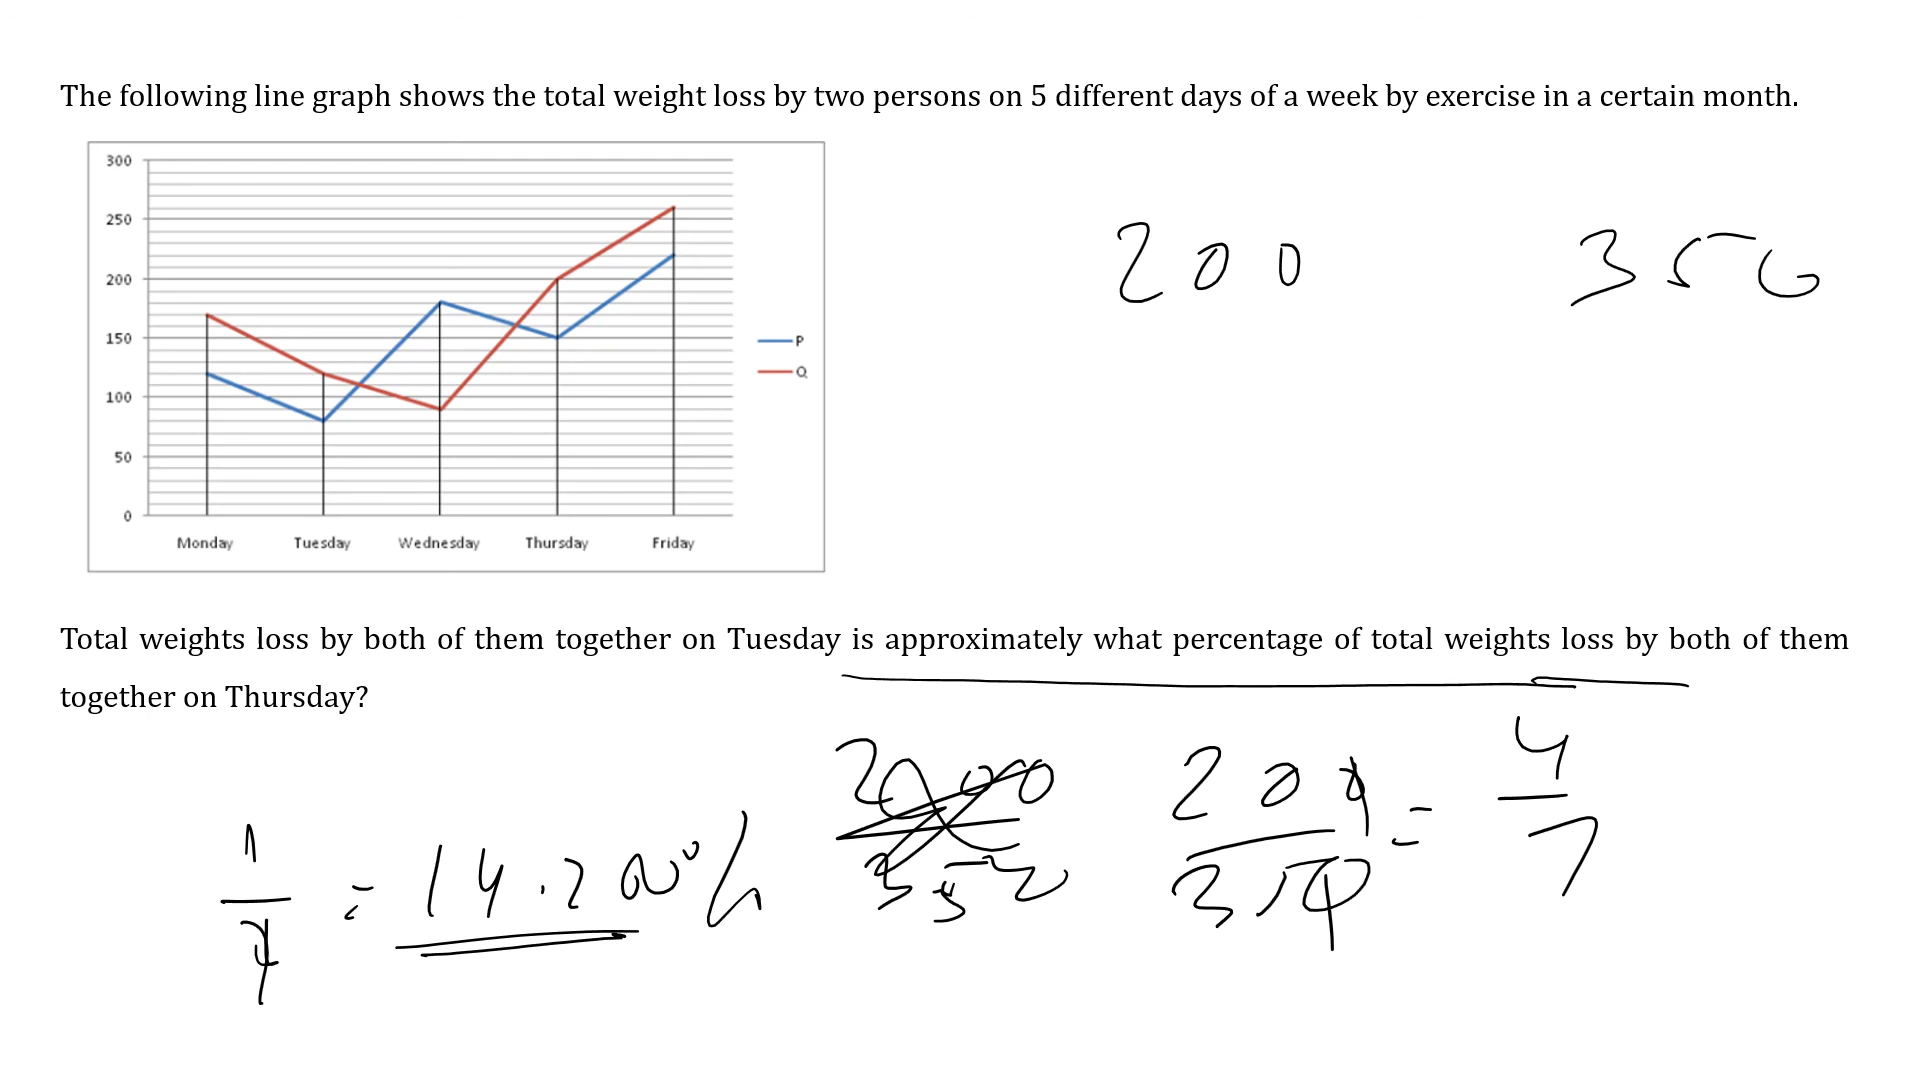 The following line graph shows the total weight loss by two persons on 5 different days of a week by exercise in a certain month.
300
250
200
150
100
50
0
Monday Tuesday Wednesday Thursday Friday
P
Q
200 350
Total weights loss by both of them together on Tuesday is approximately what percentage of total weights loss by both of them
together on Thursday?
200
350
=
4
7
1
7
=